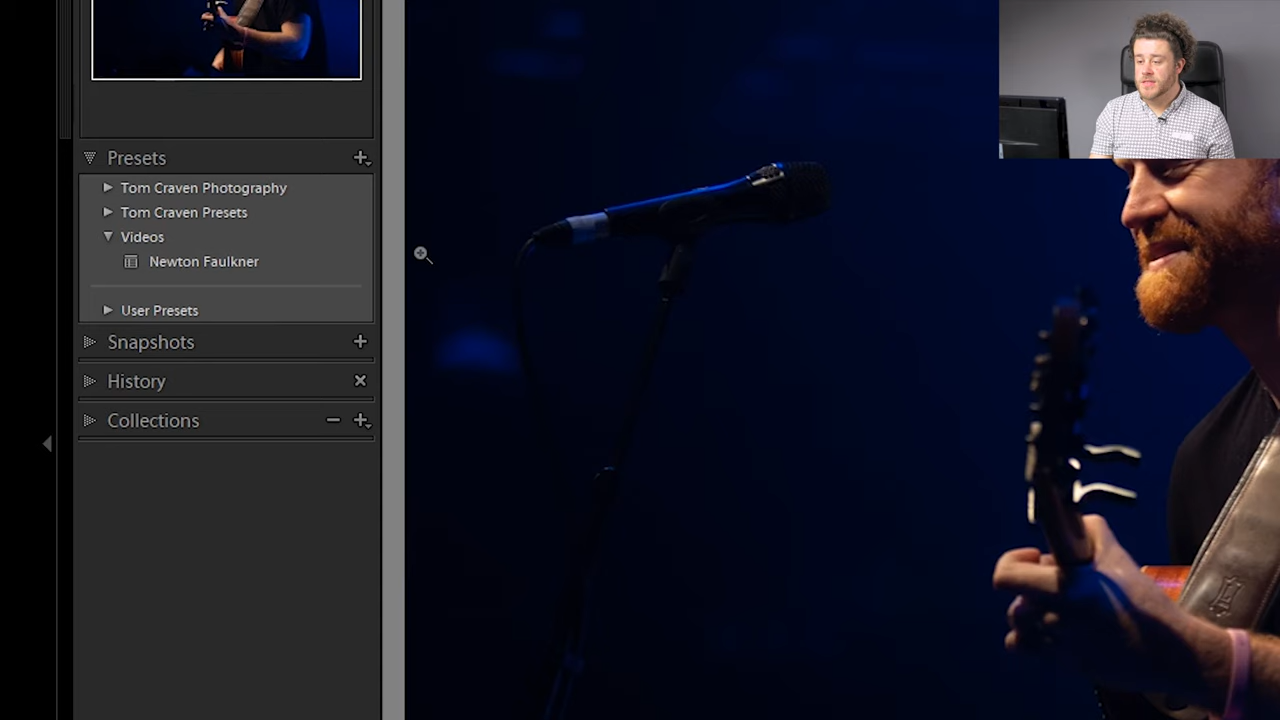 Presets
Tom Craven Photography
Tom Craven Presets
Videos
Newton Faulkner
User Presets
Snapshots
History
Collections